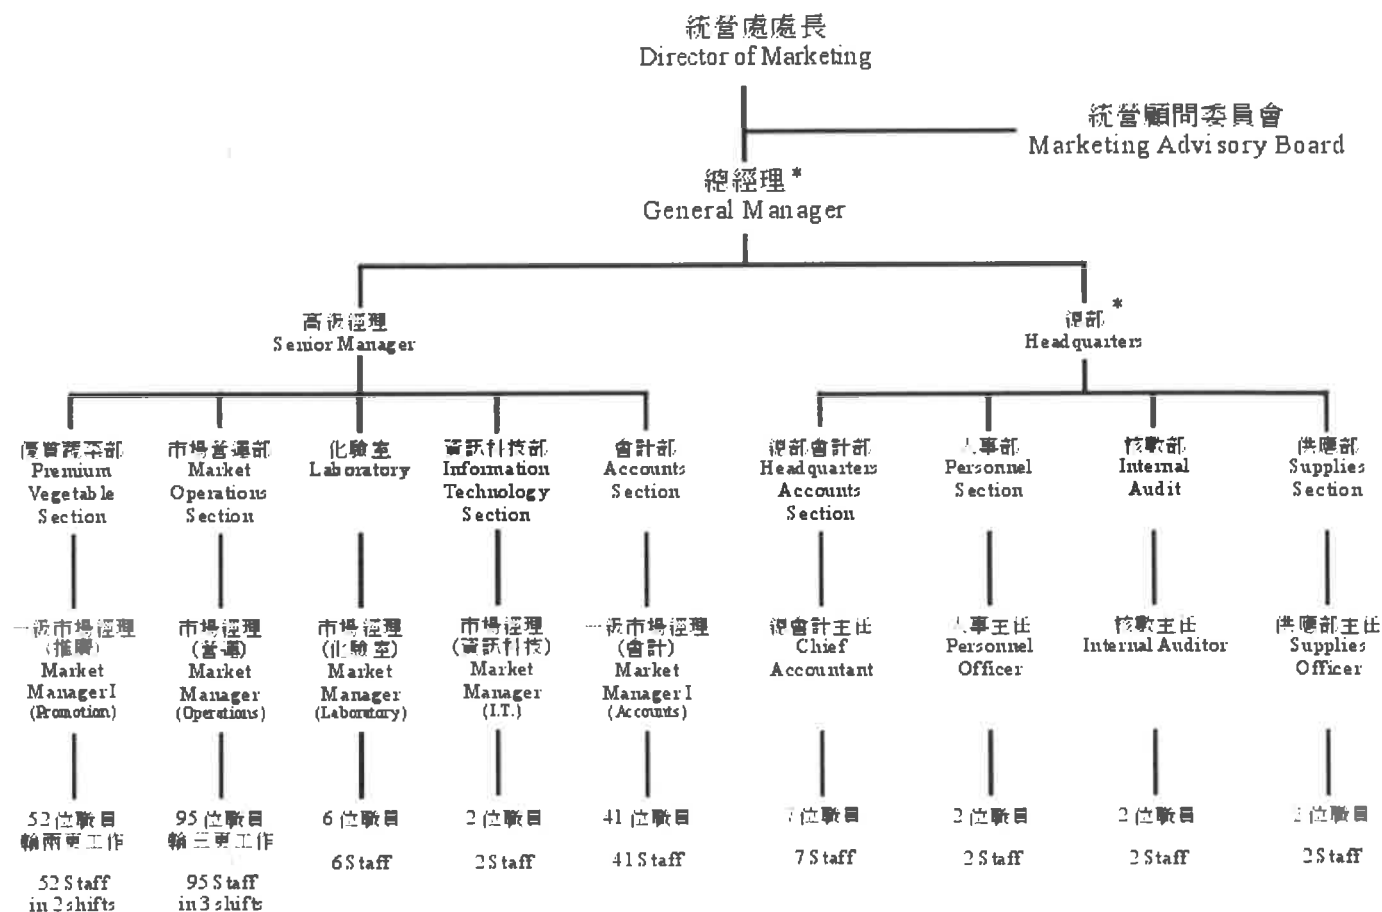 統營處處長
Director of Marketing
統營顧問委員會
Marketing Advisory Board
總經理 *
General Manager
高級經理
Senior Manager
總部 *
Headquarters
優質蔬菜部
Premium
Vegetable
Section
市場營運部
Market
Operations
Section
化驗室
Laboratory
資訊科技部
Information
Technology
Section
會計部
Accounts
Section
總部會計部
Headquarters
Accounts
Section
人事部
Personnel
Section
核數部
Internal
Audit
供應部
Supplies
Section
一級市場經理
(推廣)
Market
Manager I
(Promotion)
市場經理
(營運)
Market
Manager
(Operations)
市場經理
(化驗室)
Market
Manager
(Laboratory)
市場經理
(資訊科技)
Market
Manager
(I.T.)
一級市場經理
(會計)
Market
Manager I
(Accounts)
總會計主任
Chief
Accountant
人事主任
Personnel
Officer
核數主任
Internal Auditor
供應部主任
Supplies
Officer
52位職員
輪兩更工作
52 Staff
in 2 shifts
95位職員
輪三更工作
95 Staff
in 3 shifts
6位職員
6 Staff
2位職員
2 Staff
41位職員
41 Staff
7位職員
7 Staff
2位職員
2 Staff
2位職員
2 Staff
2位職員
2 Staff